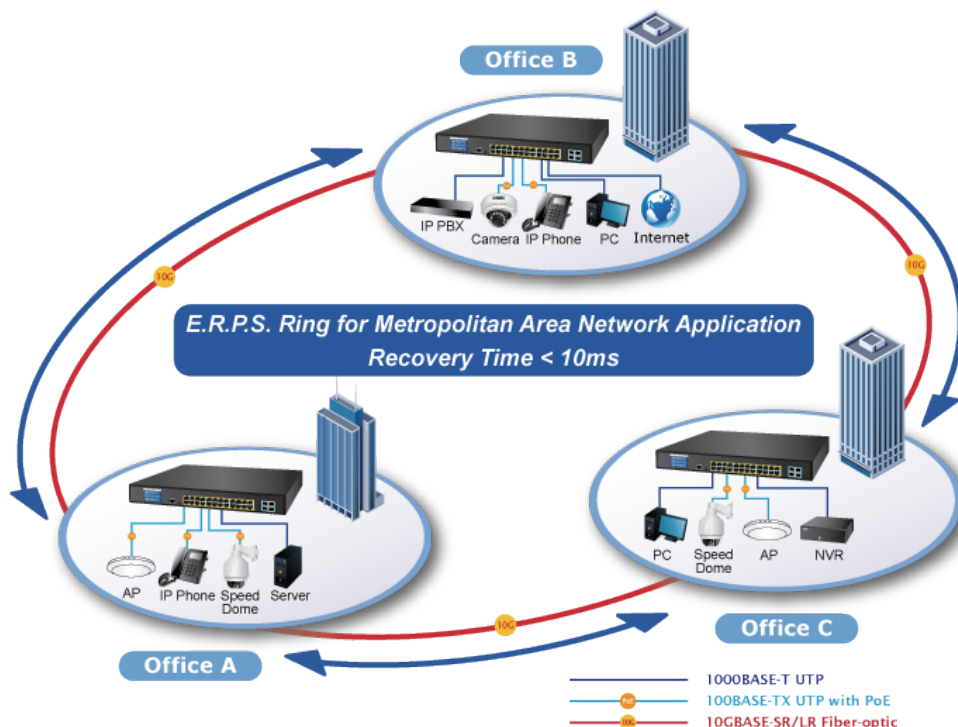 Office B
IP PBX
Camera
IP Phone
PC
Internet
10G
10G
E.R.P.S. Ring for Metropolitan Area Network Application
Recovery Time < 10ms
AP
IP Phone
Speed
Dome
Server
PC
Speed
Dome
AP
NVR
10G
Office A
Office C
1000BASE-T UTP
PoE
100BASE-TX UTP with PoE
10G
10GBASE-SR/LR Fiber-optic